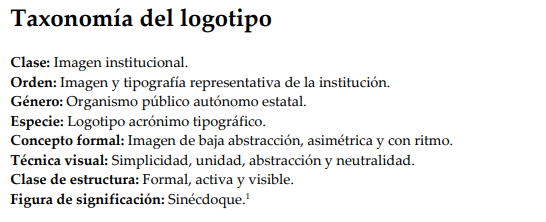 Taxonomía del logotipo
Clase: Imagen institucional.
Orden: Imagen y tipografía representativa de la institución.
Género: Organismo público autónomo estatal.
Especie: Logotipo acrónimo tipográfico.
Concepto formal: Imagen de baja abstracción, asimétrica y con ritmo.
Técnica visual: Simplicidad, unidad, abstracción y neutralidad.
Clase de estructura: Formal, activa y visible.
Figura de significación: Sinécdoque.¹